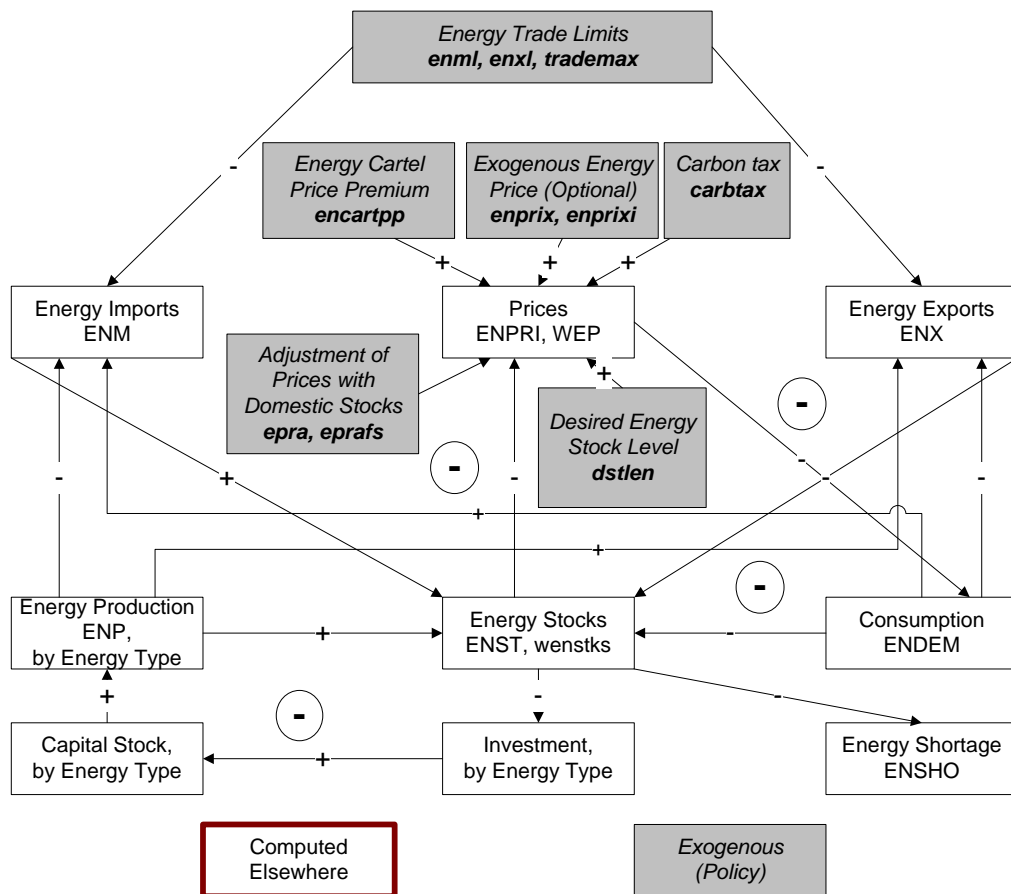 Energy Trade Limits
enml, enxl, trademax
-
-
Energy Cartel
Price Premium
encartpp
Exogenous Energy
Price (Optional)
enprix, enprixi
Carbon tax
carbtax
+
+
+
Energy Imports
ENM
Prices
ENPRI, WEP
Energy Exports
ENX
Adjustment of
Prices with
Domestic Stocks
epra, eprafs
+
Desired Energy
Stock Level
dstlen
-
-
-
+
-
-
-
-
-
+
+
-
Energy Production
ENP,
by Energy Type
+
Energy Stocks
ENST, wenstks
-
Consumption
ENDEM
+
-
-
-
Capital Stock,
by Energy Type
+
Investment,
by Energy Type
Energy Shortage
ENSHO
Computed
Elsewhere
Exogenous
(Policy)